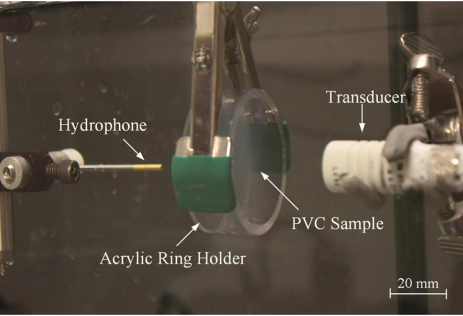 Transducer
Hydrophone
PVC Sample
Acrylic Ring Holder
20 mm